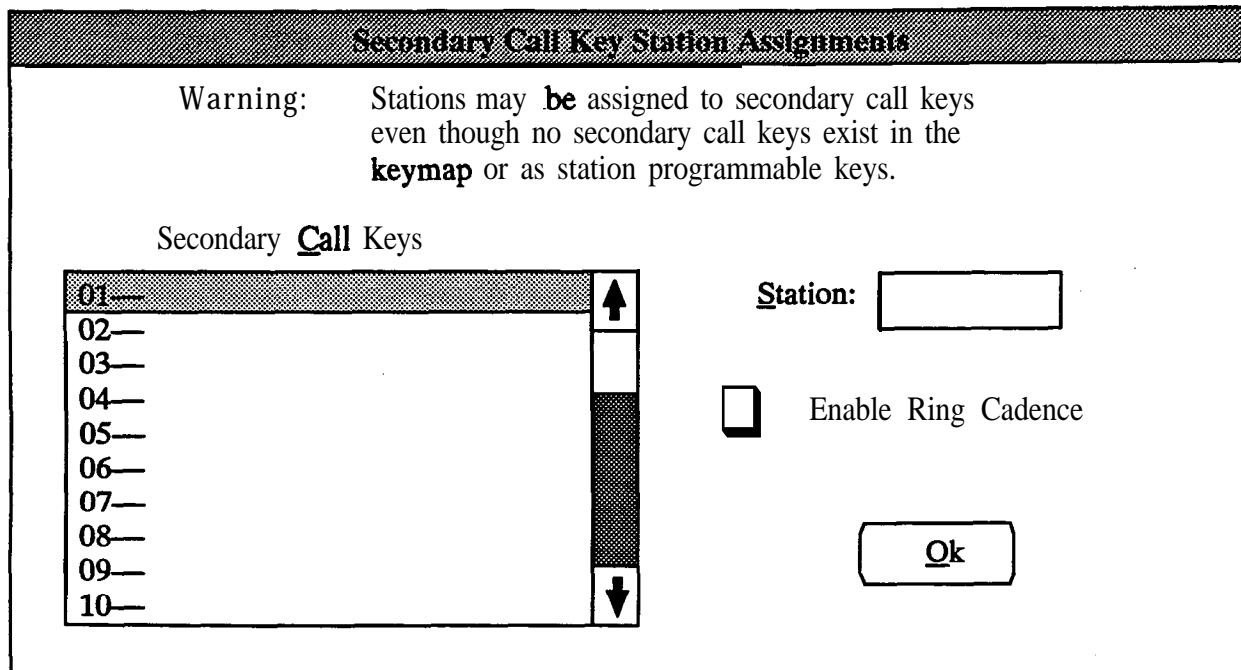 Secondary Call Key Station Assignments
Warning: Stations may be assigned to secondary call keys
even though no secondary call keys exist in the
keymap or as station programmable keys.
Secondary Call Keys
01—
02—
03—
04—
05—
06—
07—
08—
09—
10—
Station:
Enable Ring Cadence
Ok